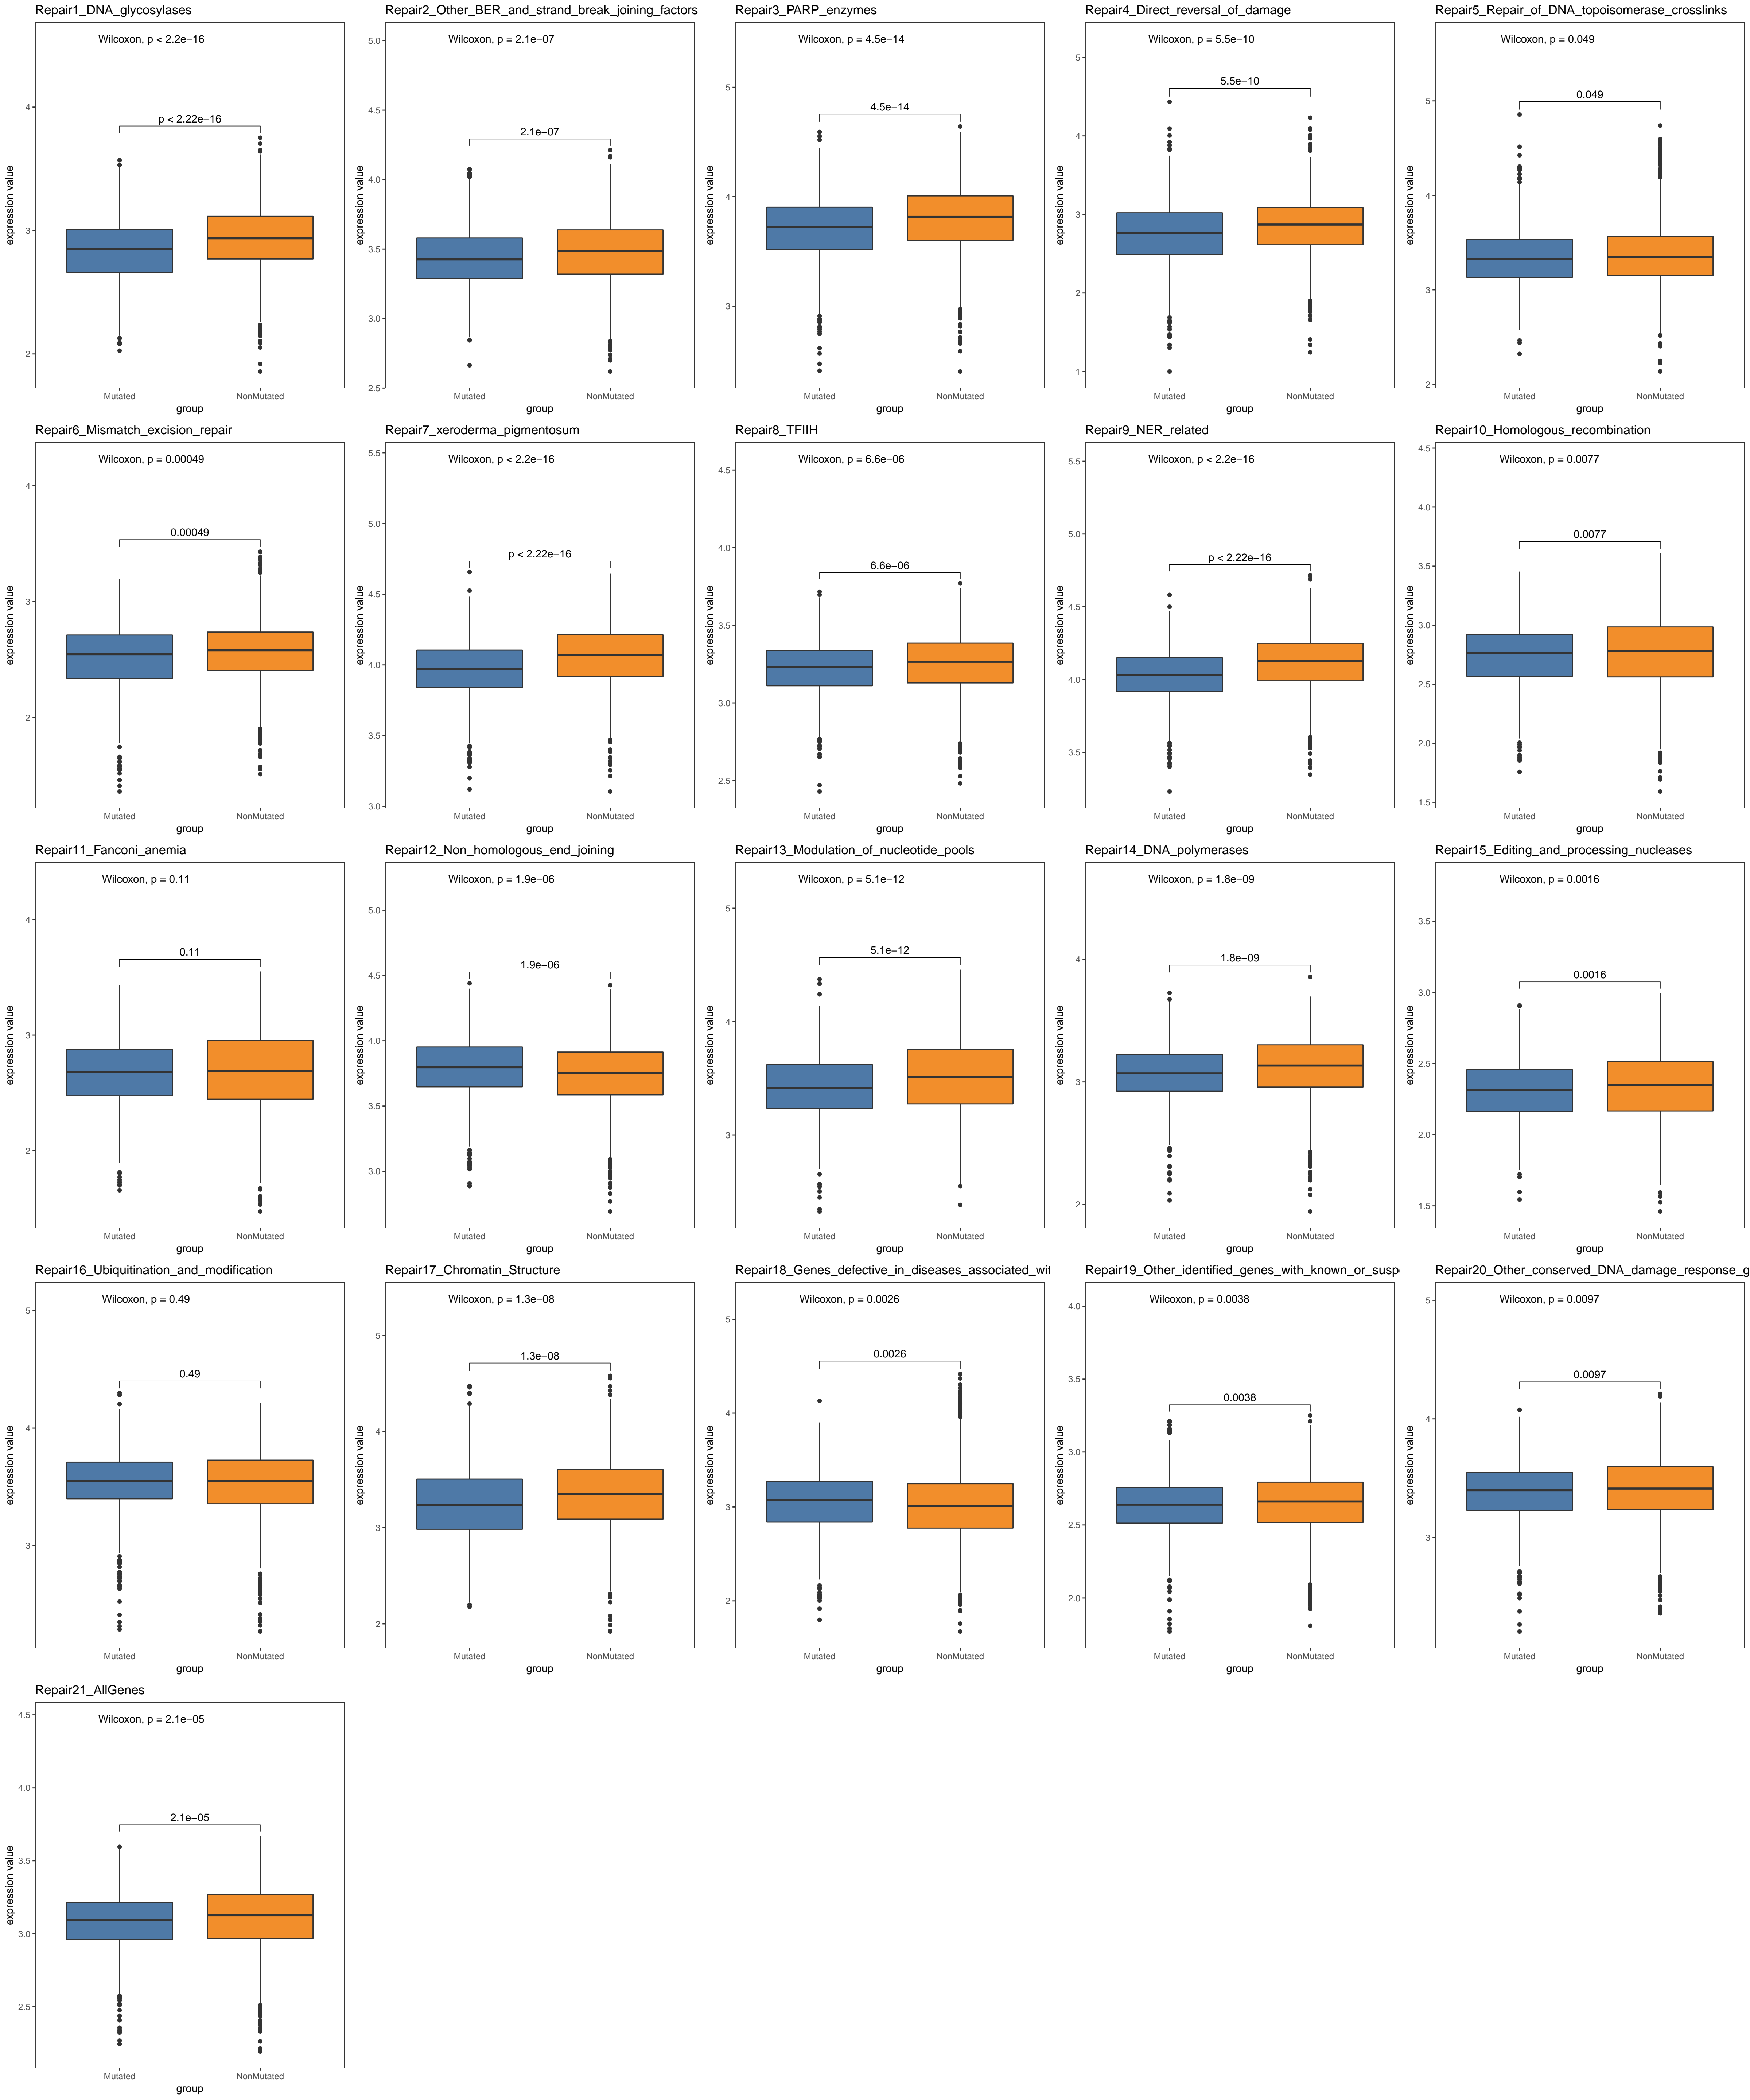 Repair1_DNA_glycosylases
Wilcoxon, p < 2.2e−16
p < 2.22e−16
4
3
2
expression value
Mutated
NonMutated
group
Repair2_Other_BER_and_strand_break_joining_factors
Wilcoxon, p = 2.1e−07
2.1e−07
5.0
4.5
4.0
3.5
3.0
2.5
expression value
Mutated
NonMutated
group
Repair3_PARP_enzymes
Wilcoxon, p = 4.5e−14
4.5e−14
5
4
3
expression value
Mutated
NonMutated
group
Repair4_Direct_reversal_of_damage
Wilcoxon, p = 5.5e−10
5.5e−10
5
4
3
2
1
expression value
Mutated
NonMutated
group
Repair5_Repair_of_DNA_topoisomerase_crosslinks
Wilcoxon, p = 0.049
0.049
5
4
3
2
expression value
Mutated
NonMutated
group
Repair6_Mismatch_excision_repair
Wilcoxon, p = 0.00049
0.00049
4
3
2
expression value
Mutated
NonMutated
group
Repair7_xeroderma_pigmentosum
Wilcoxon, p < 2.2e−16
p < 2.22e−16
5.5
5.0
4.5
4.0
3.5
3.0
expression value
Mutated
NonMutated
group
Repair8_TFIIH
Wilcoxon, p = 6.6e−06
6.6e−06
4.5
4.0
3.5
3.0
2.5
expression value
Mutated
NonMutated
group
Repair9_NER_related
Wilcoxon, p < 2.2e−16
p < 2.22e−16
5.5
5.0
4.5
4.0
3.5
expression value
Mutated
NonMutated
group
Repair10_Homologous_recombination
Wilcoxon, p = 0.0077
0.0077
4.5
4.0
3.5
3.0
2.5
2.0
1.5
expression value
Mutated
NonMutated
group
Repair11_Fanconi_anemia
Wilcoxon, p = 0.11
0.11
4
3
2
expression value
Mutated
NonMutated
group
Repair12_Non_homologous_end_joining
Wilcoxon, p = 1.9e−06
1.9e−06
5.0
4.5
4.0
3.5
3.0
expression value
Mutated
NonMutated
group
Repair13_Modulation_of_nucleotide_pools
Wilcoxon, p = 5.1e−12
5.1e−12
5
4
3
expression value
Mutated
NonMutated
group
Repair14_DNA_polymerases
Wilcoxon, p = 1.8e−09
1.8e−09
4
3
2
expression value
Mutated
NonMutated
group
Repair15_Editing_and_processing_nucleases
Wilcoxon, p = 0.0016
0.0016
3.5
3.0
2.5
2.0
1.5
expression value
Mutated
NonMutated
group
Repair16_Ubiquitination_and_modification
Wilcoxon, p = 0.49
0.49
5
4
3
expression value
Mutated
NonMutated
group
Repair17_Chromatin_Structure
Wilcoxon, p = 1.3e−08
1.3e−08
5
4
3
2
expression value
Mutated
NonMutated
group
Repair18_Genes_defective_in_diseases_associated_wit
Wilcoxon, p = 0.0026
0.0026
5
4
3
2
expression value
Mutated
NonMutated
group
Repair19_Other_identified_genes_with_known_or_susp
Wilcoxon, p = 0.0038
0.0038
4.0
3.5
3.0
2.5
2.0
expression value
Mutated
NonMutated
group
Repair20_Other_conserved_DNA_damage_response_g
Wilcoxon, p = 0.0097
0.0097
5
4
3
expression value
Mutated
NonMutated
group
Repair21_AllGenes
Wilcoxon, p = 2.1e−05
2.1e−05
4.5
4.0
3.5
3.0
2.5
expression value
Mutated
NonMutated
group